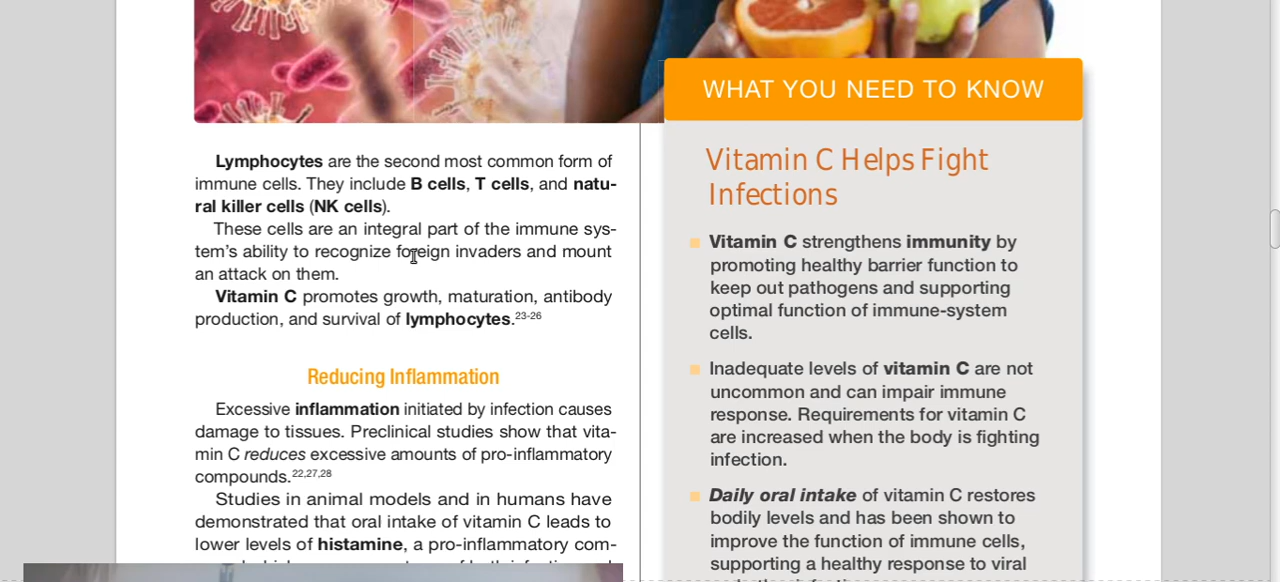 Lymphocytes are the second most common form of
immune cells. They include B cells, T cells, and natu-
ral killer cells (NK cells).
These cells are an integral part of the immune sys-
tem's ability to recognize foreign invaders and mount
an attack on them.
Vitamin C promotes growth, maturation, antibody
production, and survival of lymphocytes.23-26
Reducing Inflammation
Excessive inflammation initiated by infection causes
damage to tissues. Preclinical studies show that vita-
min C reduces excessive amounts of pro-inflammatory
compounds.22,27,28
Studies in animal models and in humans have
demonstrated that oral intake of vitamin C leads to
lower levels of histamine, a pro-inflammatory com-
WHAT YOU NEED TO KNOW
Vitamin C Helps Fight
Infections
Vitamin C strengthens immunity by
promoting healthy barrier function to
keep out pathogens and supporting
optimal function of immune-system
cells.
Inadequate levels of vitamin C are not
uncommon and can impair immune
response. Requirements for vitamin C
are increased when the body is fighting
infection.
Daily oral intake of vitamin C restores
bodily levels and has been shown to
improve the function of immune cells,
supporting a healthy response to viral